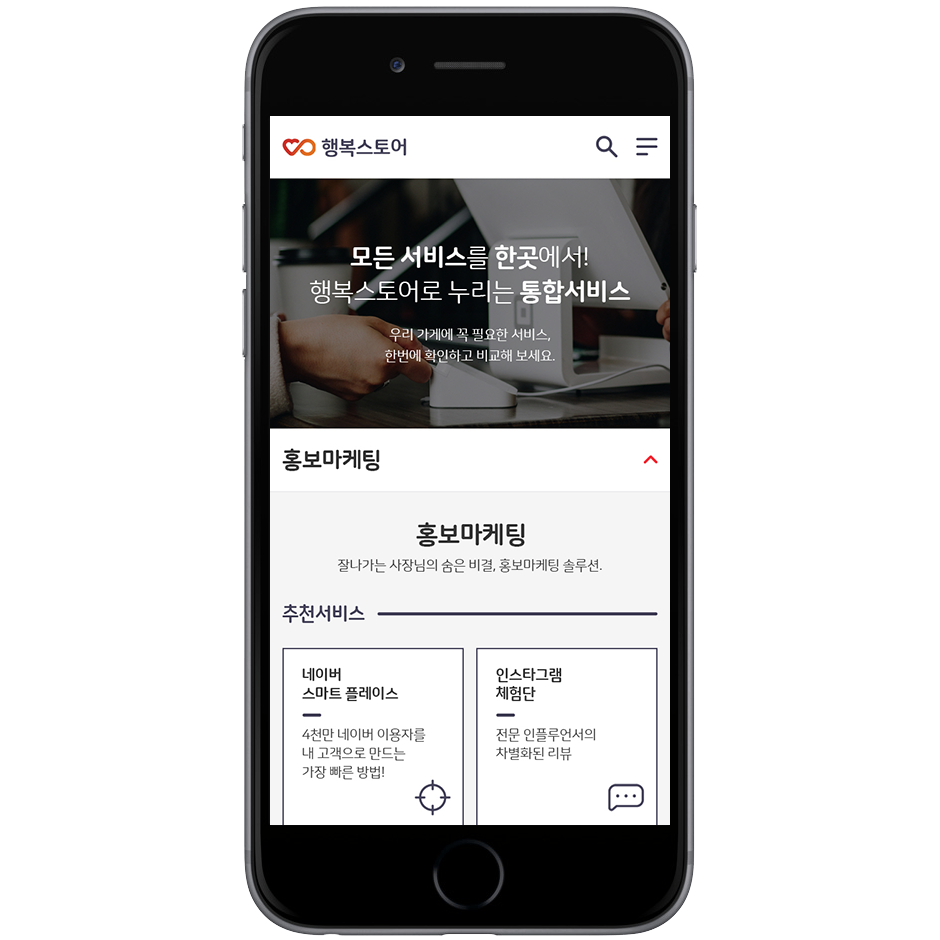 행복스토어
모든 서비스를 한곳에서!
행복스토어로 누리는 통합서비스
우리 가게에 꼭 필요한 서비스,
한번에 확인하고 비교해 보세요.
홍보마케팅
홍보마케팅
잘나가는 사장님의 숨은 비결, 홍보마케팅 솔루션.
추천서비스
네이버
스마트 플레이스
4천만 네이버 이용자를
내 고객으로 만드는
가장 빠른 방법!
인스타그램
체험단
전문 인플루언서의
차별화된 리뷰